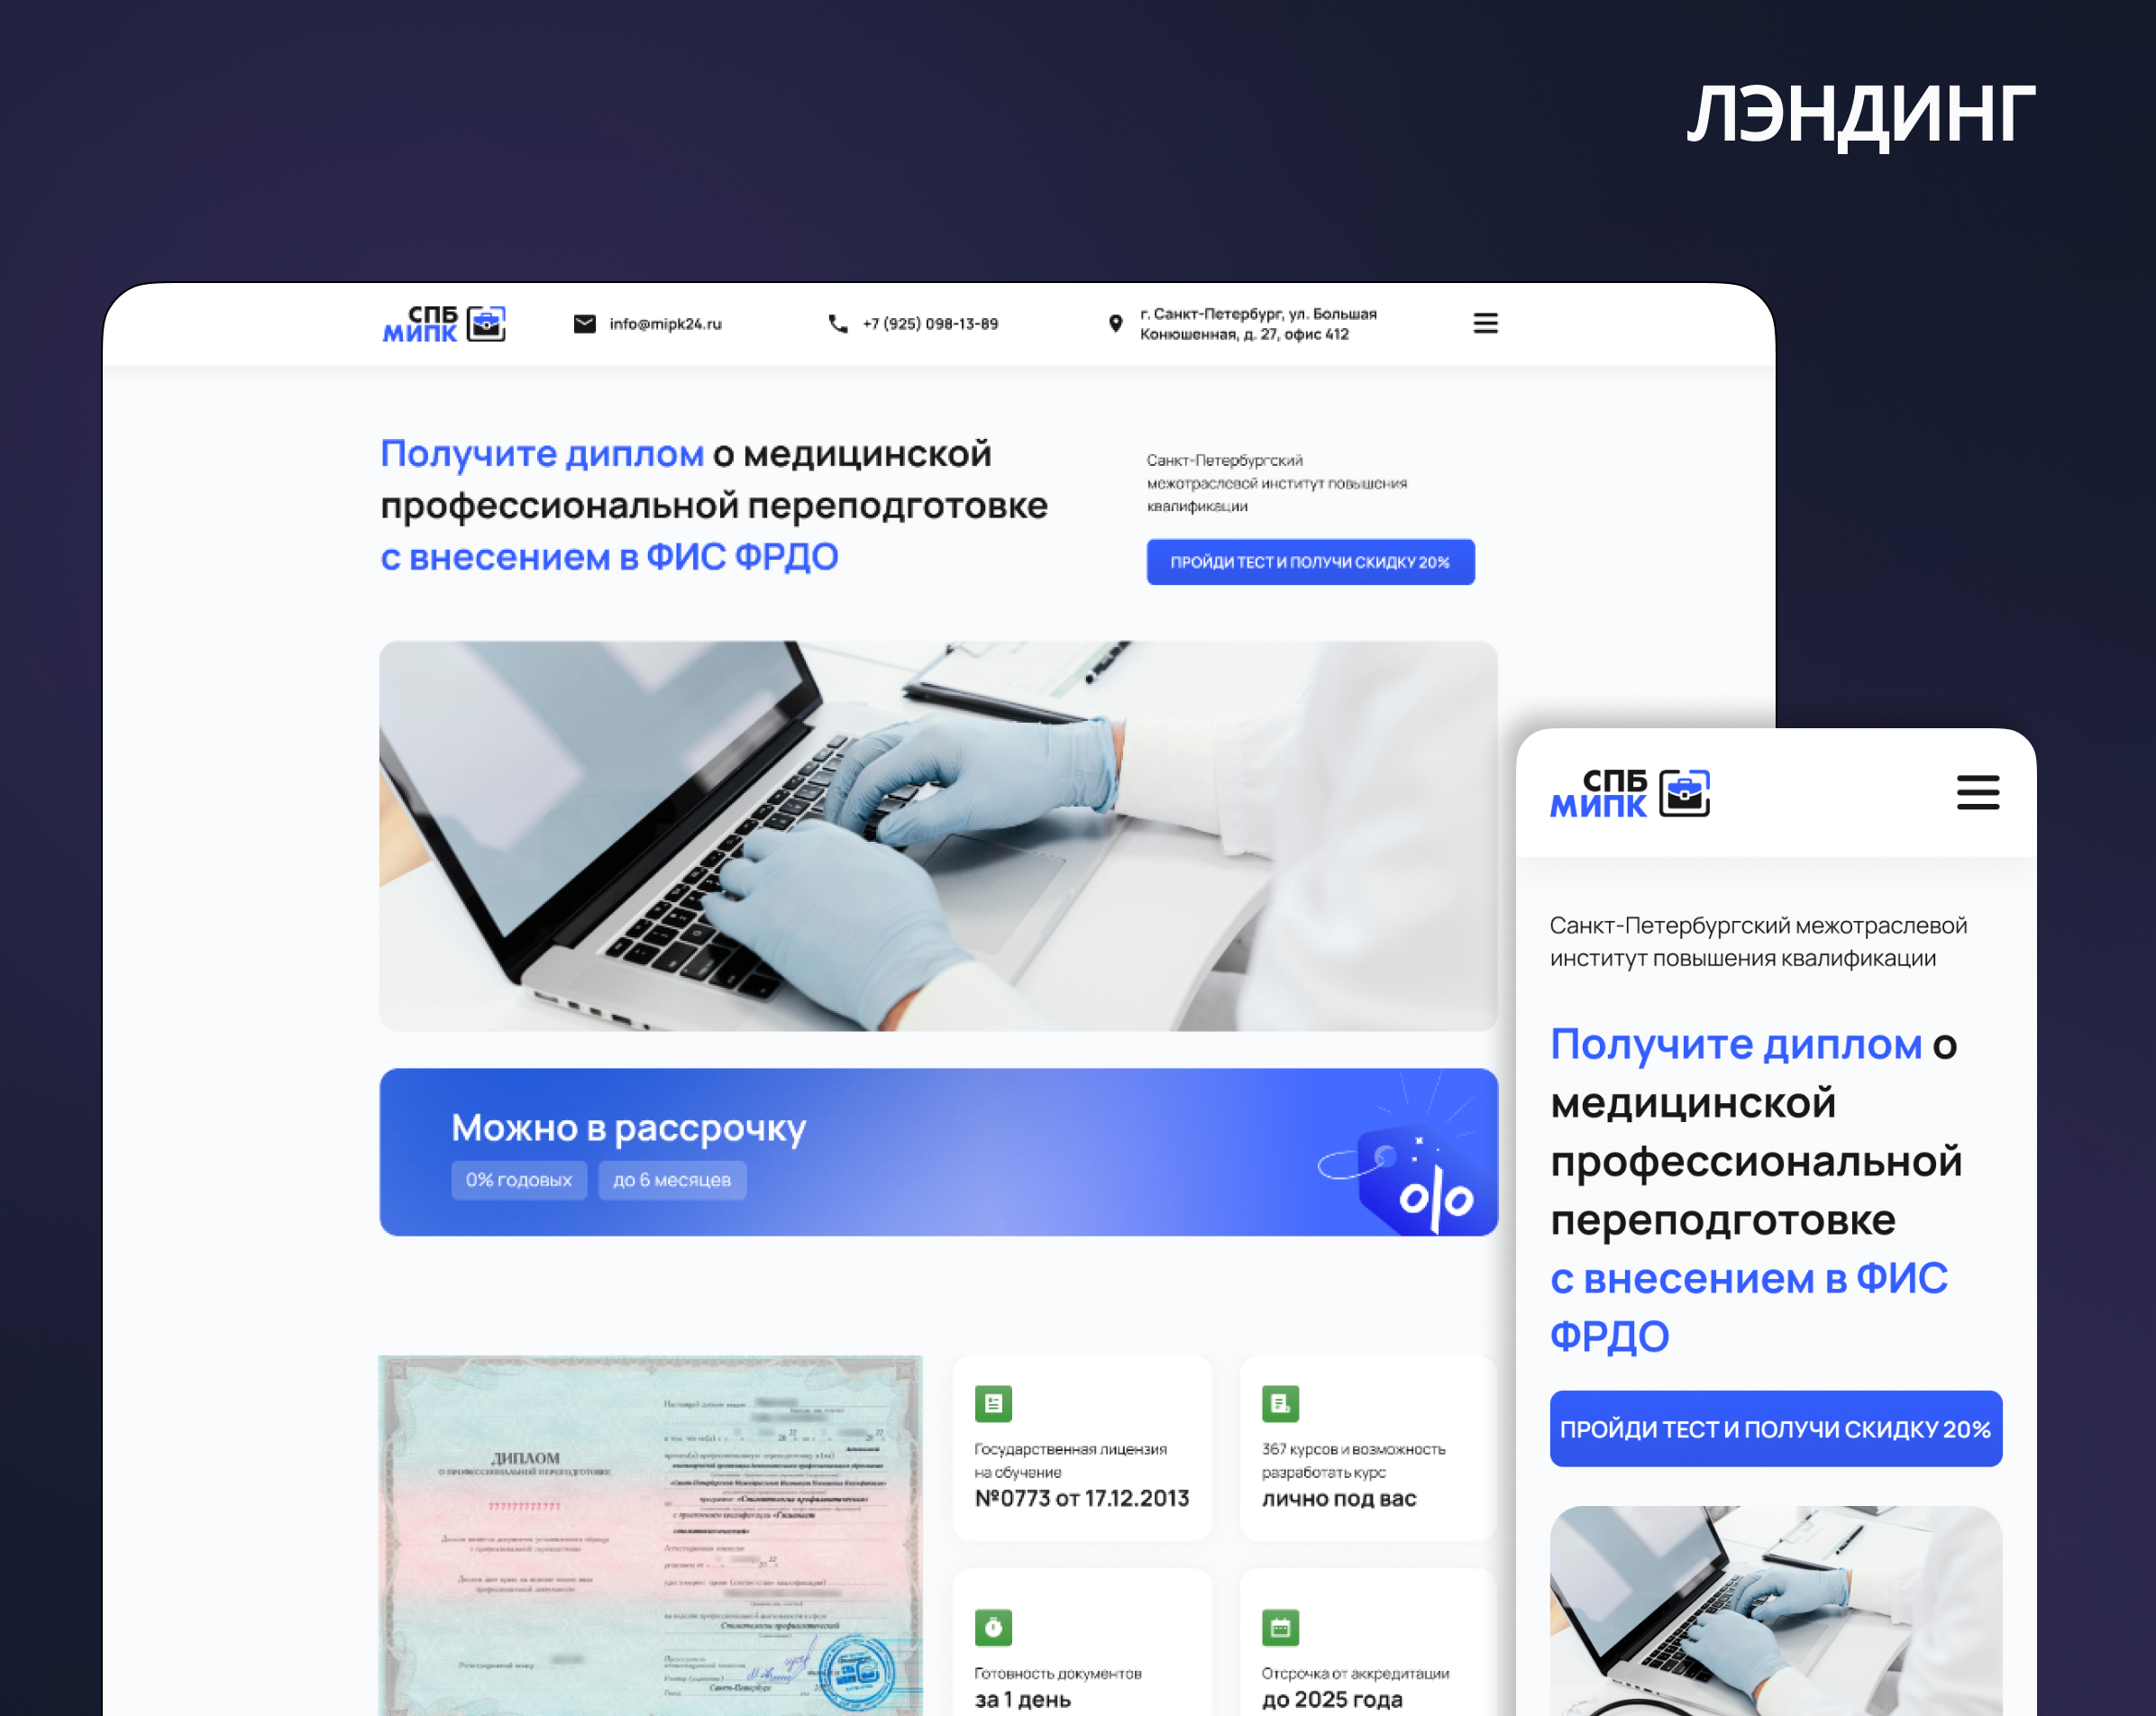 ЛЭНДИНГ
СПБ
МИПК
info@mipk24.ru
+7 (925) 098-13-89
г. Санкт-Петербург, ул. Большая
Конюшенная, д. 27, офис 412
Получите диплом о медицинской
профессиональной переподготовке
с внесением в ФИС ФРДО
Санкт-Петербургский
межотраслевой институт повышения
квалификации
ПРОЙДИ ТЕСТ И ПОЛУЧИ СКИДКУ 20%
Можно в рассрочку
0% годовых
до 6 месяцев
%
ДИПЛОМ
О ПРОФЕССИОНАЛЬНОЙ ПЕРЕПОДГОТОВКЕ
????????????
Государственная лицензия
на обучение
№0773 от 17.12.2013
367 курсов и возможность
разработать курс
лично под вас
Готовность документов
за 1 день
Отсрочка от аккредитации
до 2025 года
СПБ
МИПК
Санкт-Петербургский межотраслевой
институт повышения квалификации
Получите диплом о
медицинской
профессиональной
переподготовке
с внесением в ФИС
ФРДО
ПРОЙДИ ТЕСТ И ПОЛУЧИ СКИДКУ 20%